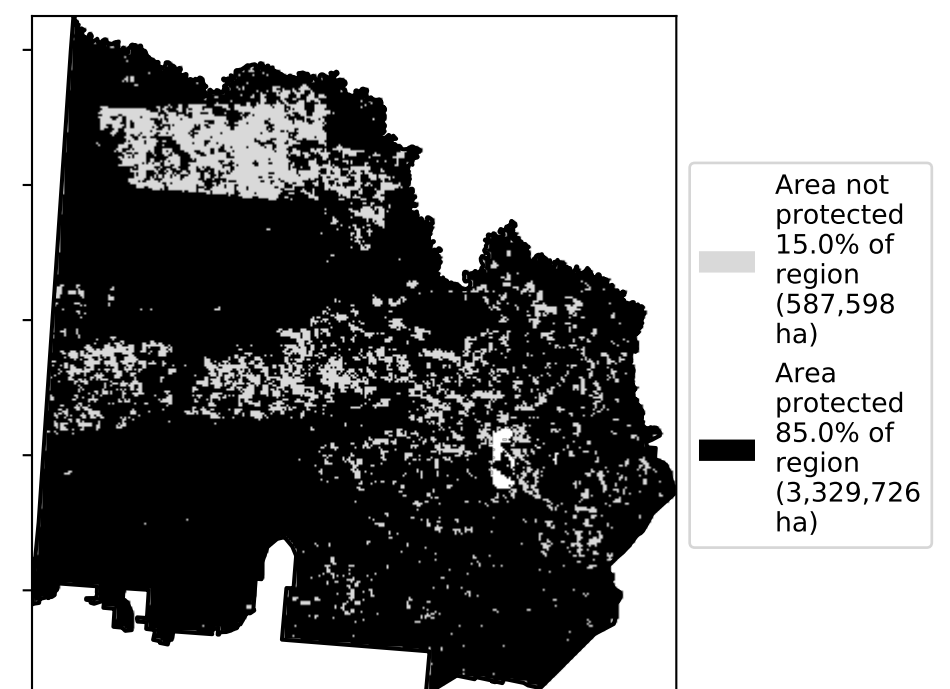 Area not
protected
15.0% of
region
(587,598
ha)
Area
protected
85.0% of
region
(3,329,726
ha)